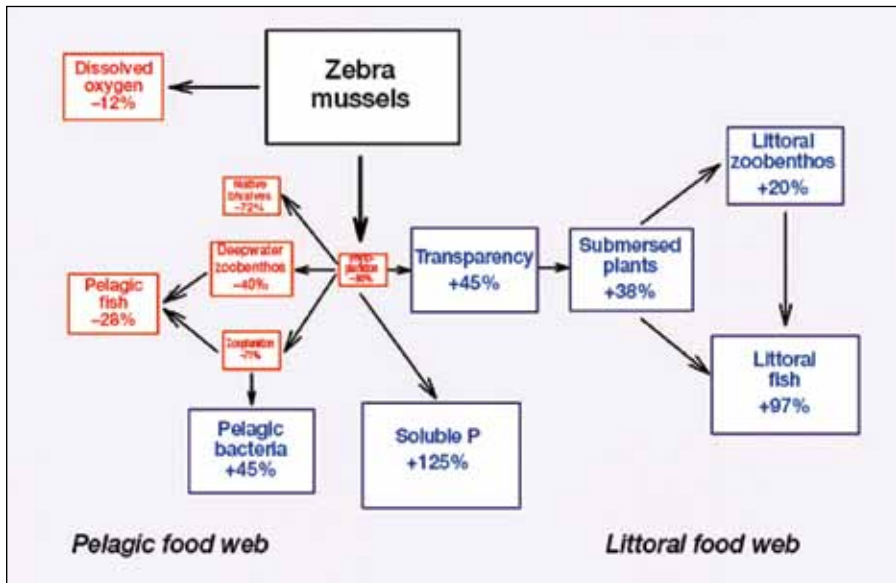 Zebra
mussels
Dissolved
oxygen
–12%
Native
bivalves
–72%
Deepwater
zoobenthos
–40%
Pelagic
fish
–28%
Zooplankton
Pelagic
bacteria
+45%
plankton
Soluble P
+125%
Transparency
+45%
Submersed
plants
+38%
Littoral
zoobenthos
+20%
Littoral
fish
+97%
Pelagic food web
Littoral food web